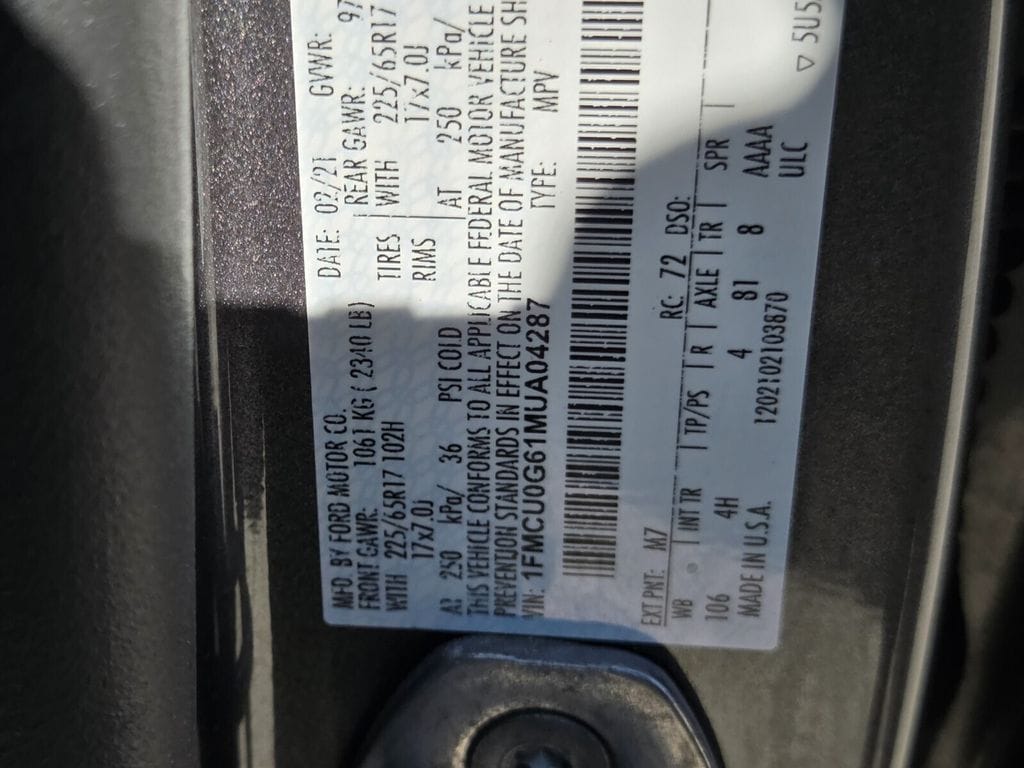 MFD. BY FORD MOTOR CO.
DATE: 02/21 GVWR: 97
FRONT GAWR: 1061 KG ( 2340 LB) REAR GAWR: 97
WITH 225/65R17 102H TIRES WITH 225/65R17
17x7.0J RIMS 17x7.0J
AT 250 kPa/ 36 PSI COLD AT 250 kPa/
THIS VEHICLE CONFORMS TO ALL APPLICABLE FEDERAL MOTOR VEHICLE
PREVENTION STANDARDS IN EFFECT ON THE DATE OF MANUFACTURE SH
VIN: 1FMCU0G61MUA04287 TYPE: MPV
EXT PNT: M7 RC: 72 DSO:
WB INT TR TP/PS R AXLE TR SPR
106 4H 4 81 8 AAAA
MADE IN U.S.A. 1202102103870 ULC
▽ 5U5